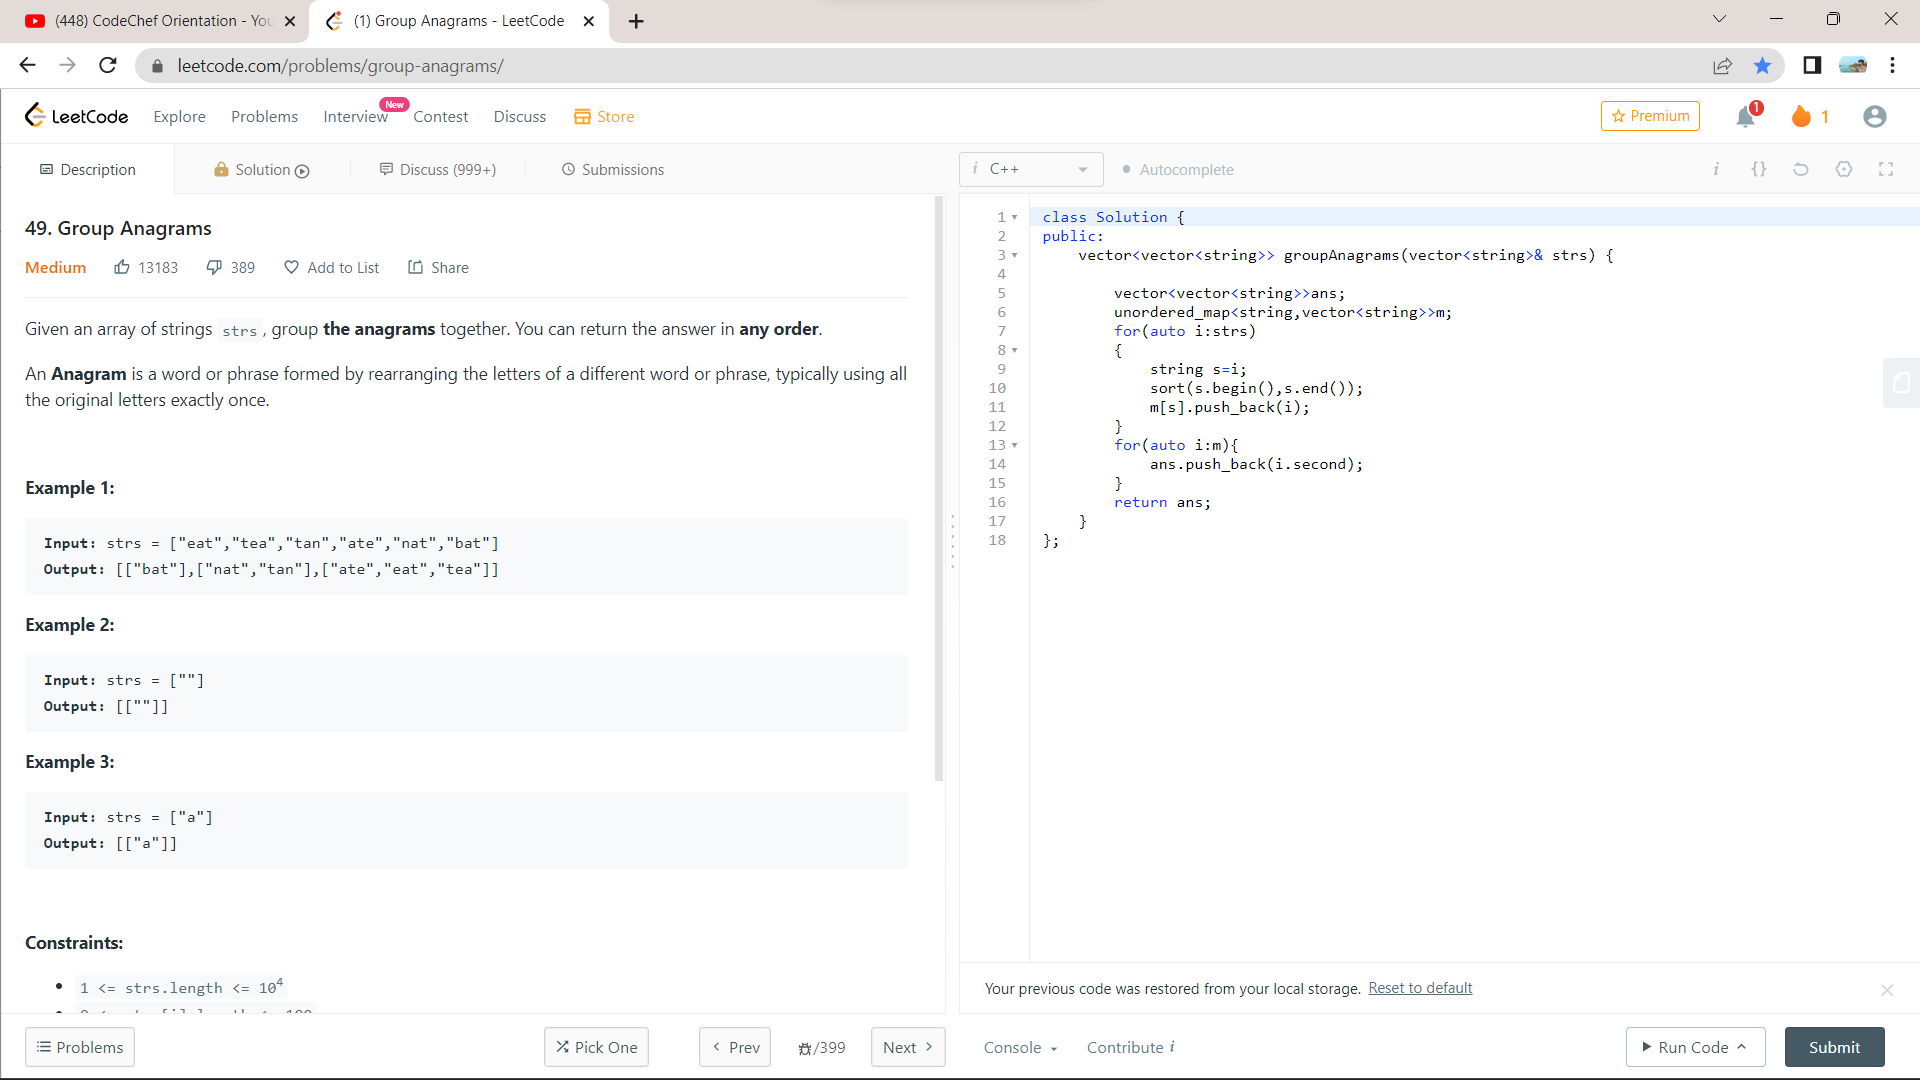 (448) CodeChef Orientation - You
(1) Group Anagrams - LeetCode
leetcode.com/problems/group-anagrams/
LeetCode Explore Problems Interview New Contest Discuss Store Premium 1 1
Description Solution Discuss (999+) Submissions
i C++ Autocomplete i {}
49. Group Anagrams
Medium 13183 389 Add to List Share
Given an array of strings strs, group the anagrams together. You can return the answer in any order.
An Anagram is a word or phrase formed by rearranging the letters of a different word or phrase, typically using all
the original letters exactly once.
Example 1:
Input: strs = ["eat","tea","tan","ate","nat","bat"]
Output: [["bat"],["nat","tan"],["ate","eat","tea"]]
Example 2:
Input: strs = [""]
Output: [[""]]
Example 3:
Input: strs = ["a"]
Output: [["a"]]
Constraints:
1 <= strs.length <= 10⁴
1 class Solution {
2 public:
3 vector<vector<string>> groupAnagrams(vector<string>& strs) {
4
5 vector<vector<string>>ans;
6 unordered_map<string,vector<string>>m;
7 for(auto i:strs)
8 {
9 string s=i;
10 sort(s.begin(),s.end());
11 m[s].push_back(i);
12 }
13 for(auto i:m){
14 ans.push_back(i.second);
15 }
16 return ans;
17 }
18 };
Your previous code was restored from your local storage. Reset to default
Problems Pick One Prev /399 Next Console Contribute i Run Code Submit